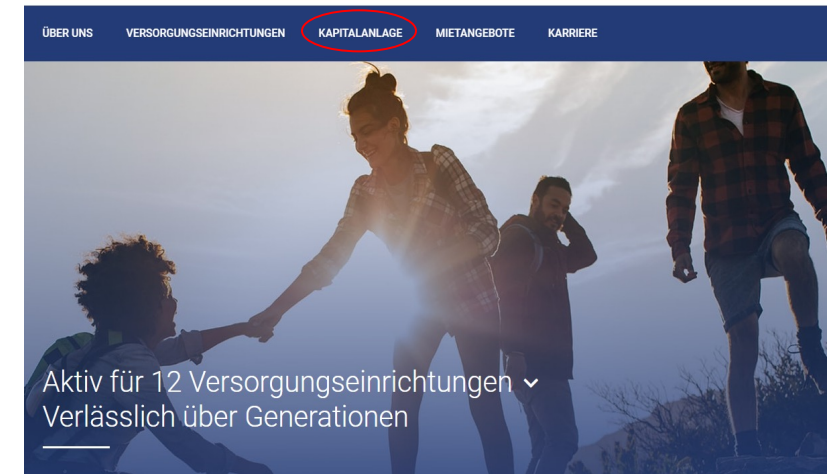 ÜBER UNS VERSORGUNGSEINRICHTUNGEN KAPITALANLAGE MIETANGEBOTE KARRIERE
Aktiv für 12 Versorgungseinrichtungen
Verlässlich über Generationen